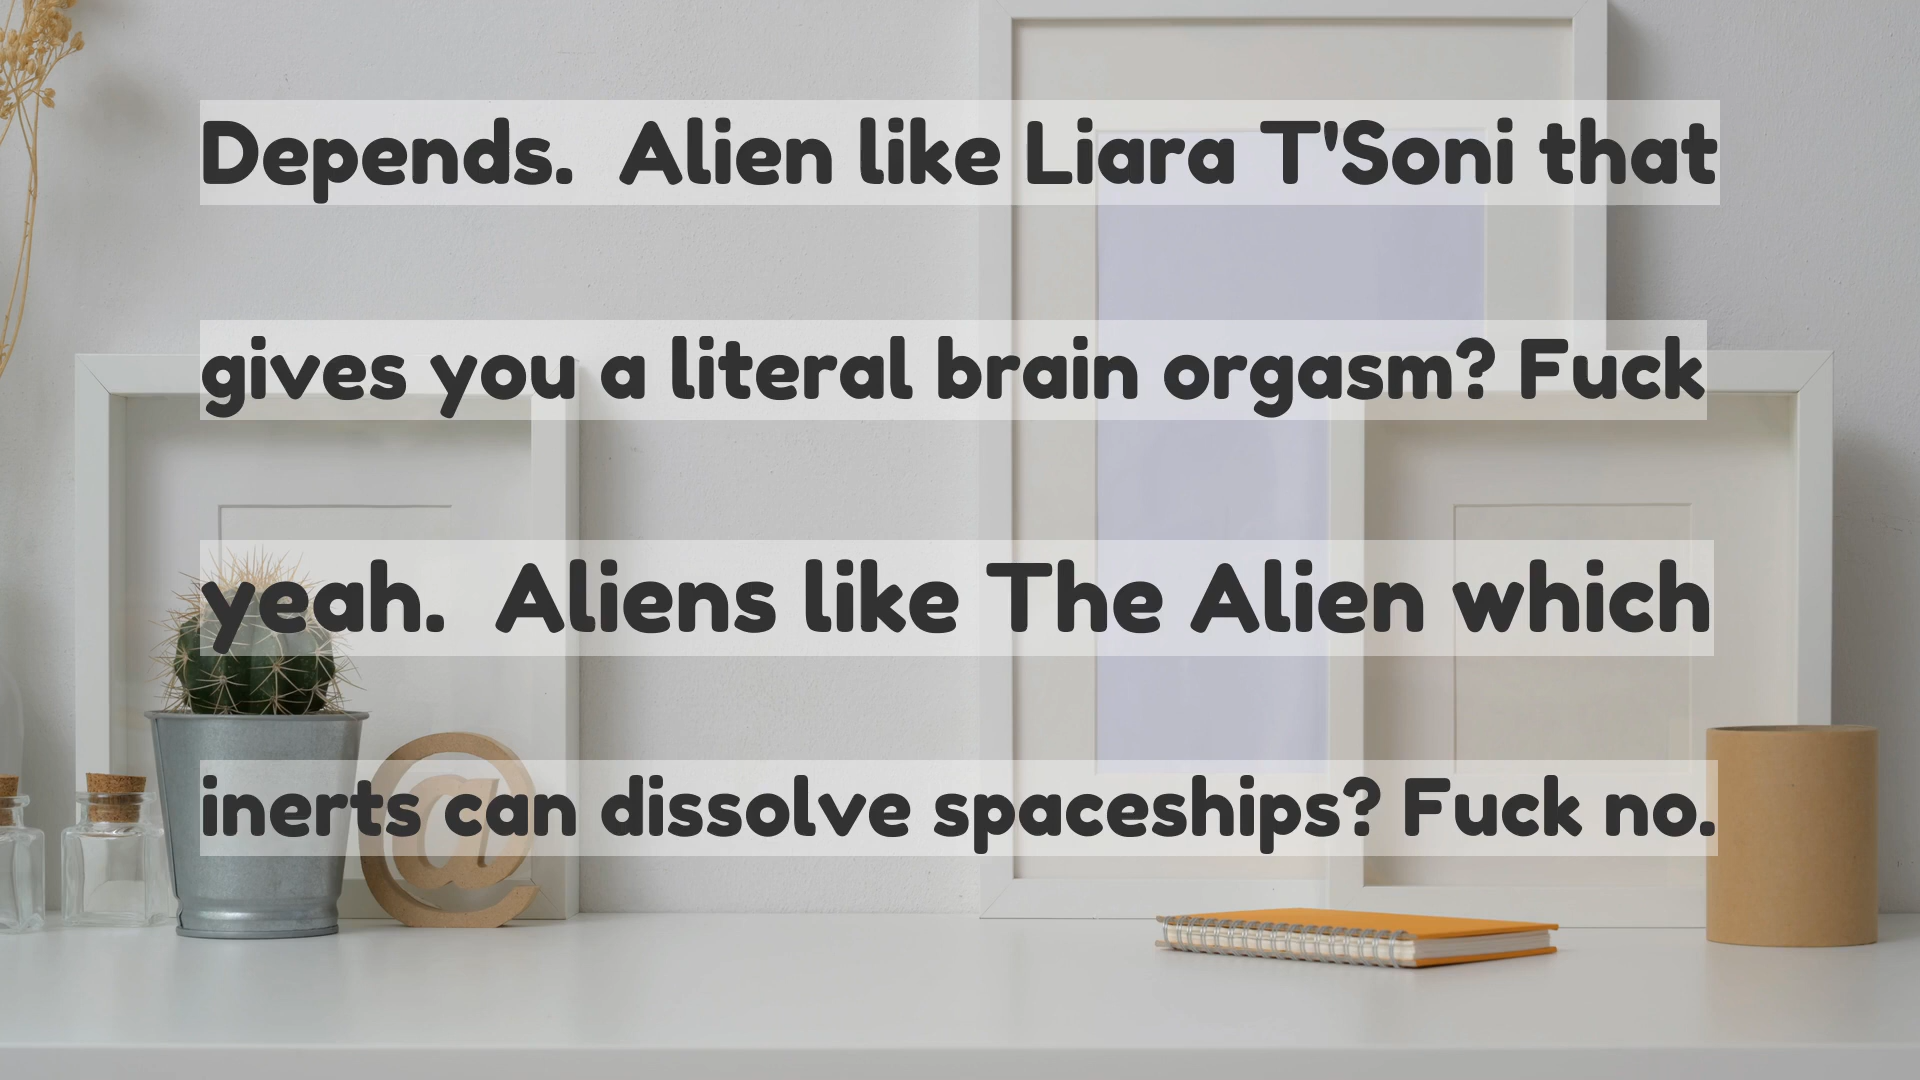 Depends.  Alien like Liara T'Soni that
gives you a literal brain orgasm? Fuck
yeah.  Aliens like The Alien which
inerts can dissolve spaceships? Fuck no.